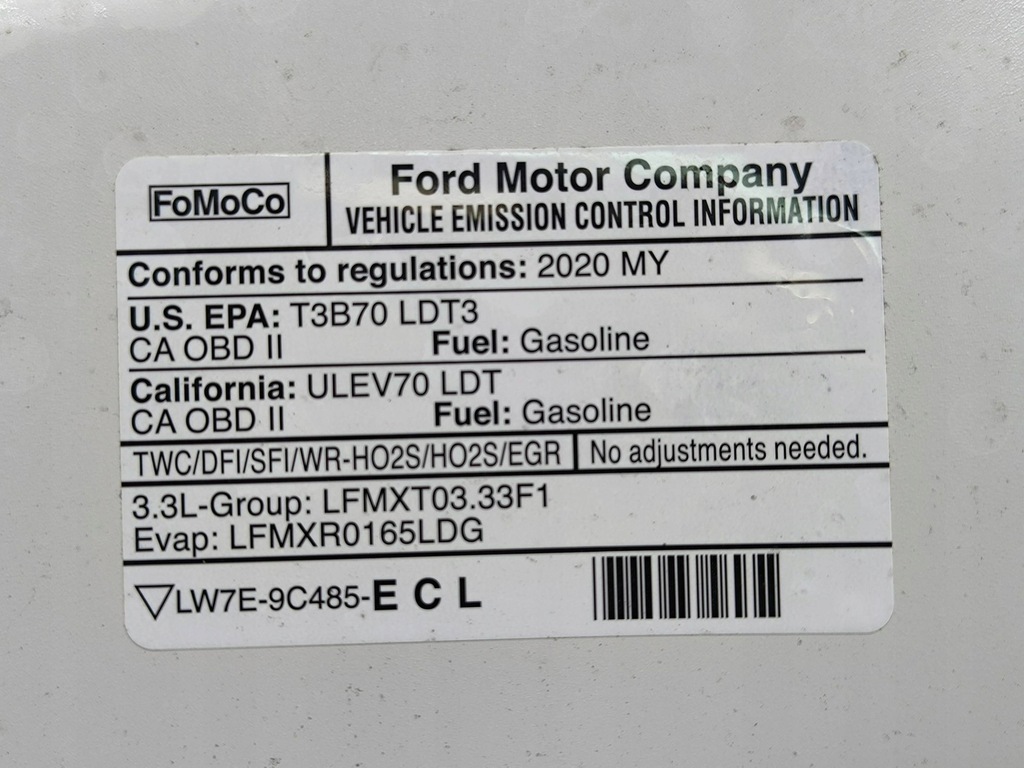 FoMoCo
Ford Motor Company
VEHICLE EMISSION CONTROL INFORMATION
Conforms to regulations: 2020 MY
U.S. EPA: T3B70 LDT3
CA OBD II Fuel: Gasoline
California: ULEV70 LDT
CA OBD II Fuel: Gasoline
TWC/DFI/SFI/WR-HO2S/HO2S/EGR No adjustments needed.
3.3L-Group: LFMXT03.33F1
Evap: LFMXR0165LDG
LW7E-9C485-E C L